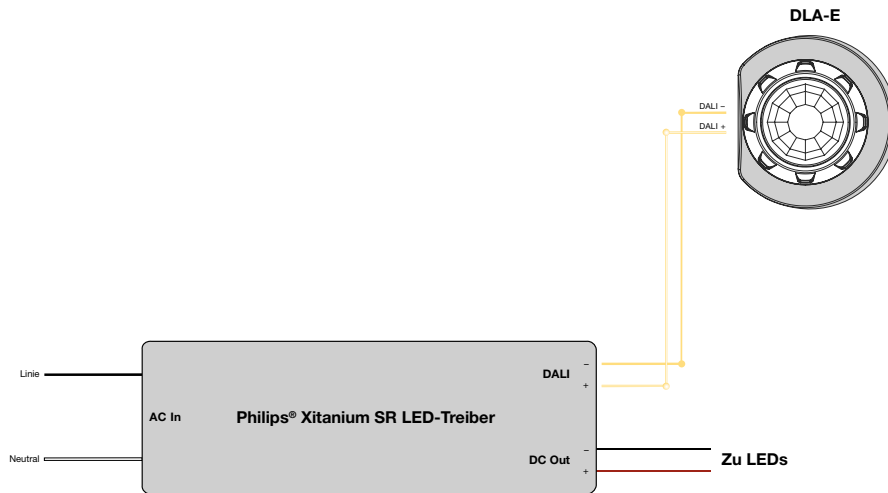 DLA-E
DALI −
DALI +
Linie
Neutral
AC In
Philips® Xitanium SR LED-Treiber
DALI
−
+
DC Out
−
+
Zu LEDs